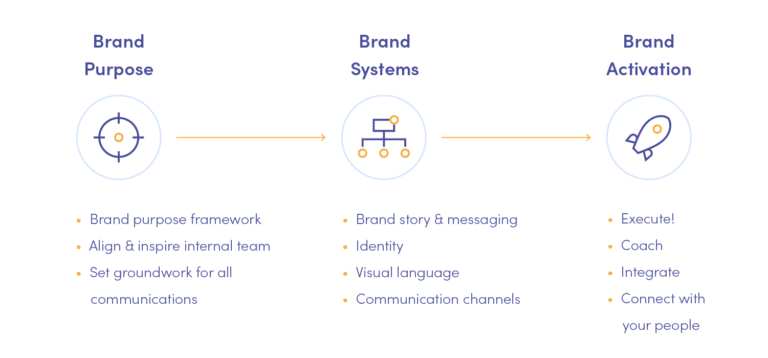 Brand
Purpose
Brand
Systems
Brand
Activation
• Brand purpose framework
• Align & inspire internal team
• Set groundwork for all
communications
• Brand story & messaging
• Identity
• Visual language
• Communication channels
• Execute!
• Coach
• Integrate
• Connect with
your people